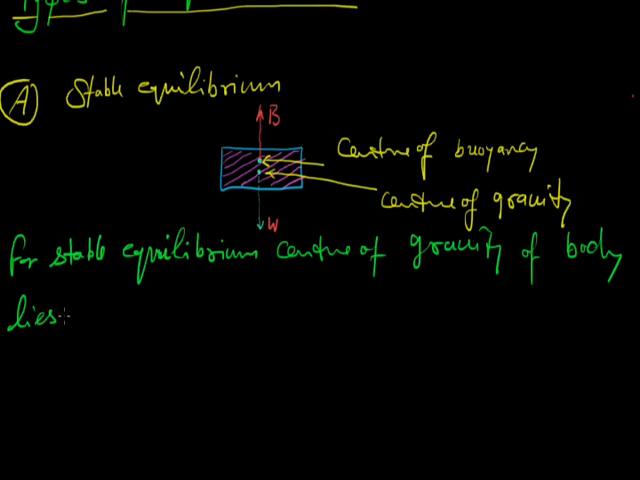 A Stable equilibrium
B
Centre of buoyancy
centre of gravity
W
for stable equilibrium centre of gravity of body
lies